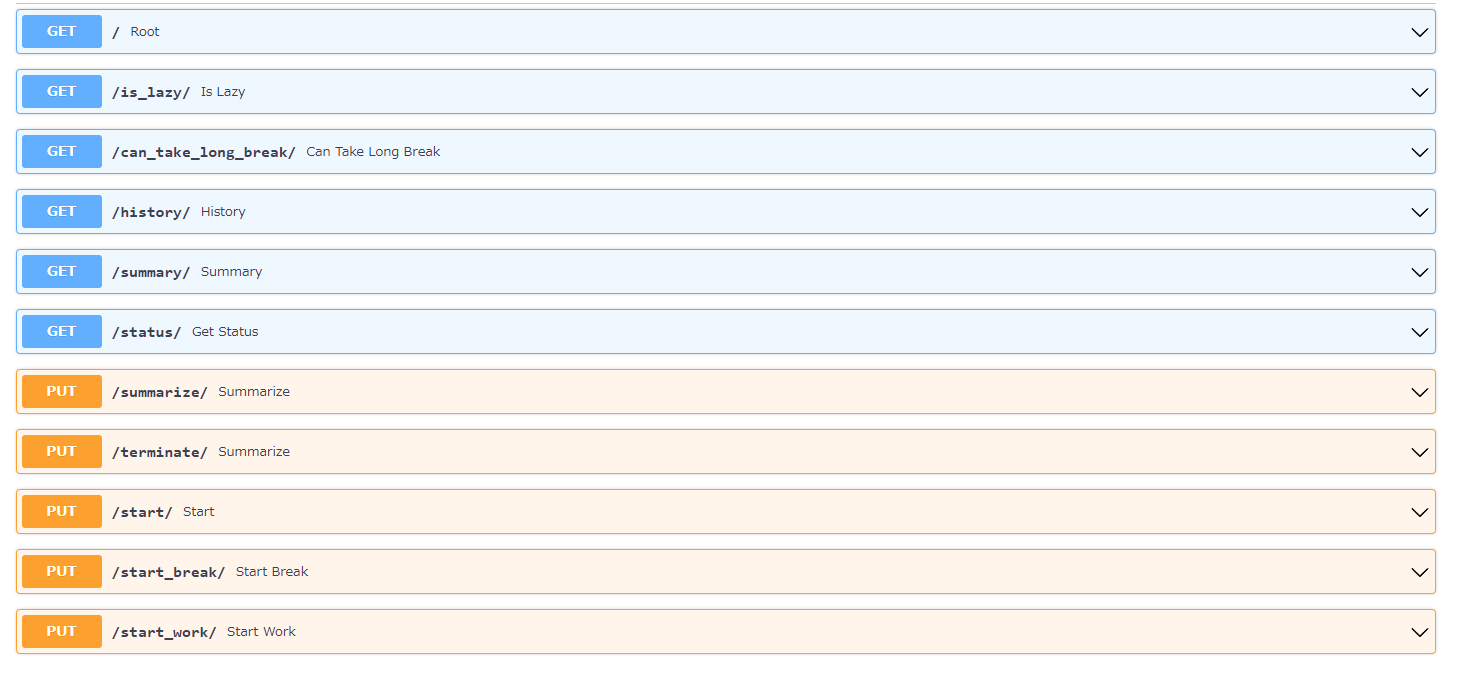 GET / Root
GET /is_lazy/ Is Lazy
GET /can_take_long_break/ Can Take Long Break
GET /history/ History
GET /summary/ Summary
GET /status/ Get Status
PUT /summarize/ Summarize
PUT /terminate/ Summarize
PUT /start/ Start
PUT /start_break/ Start Break
PUT /start_work/ Start Work